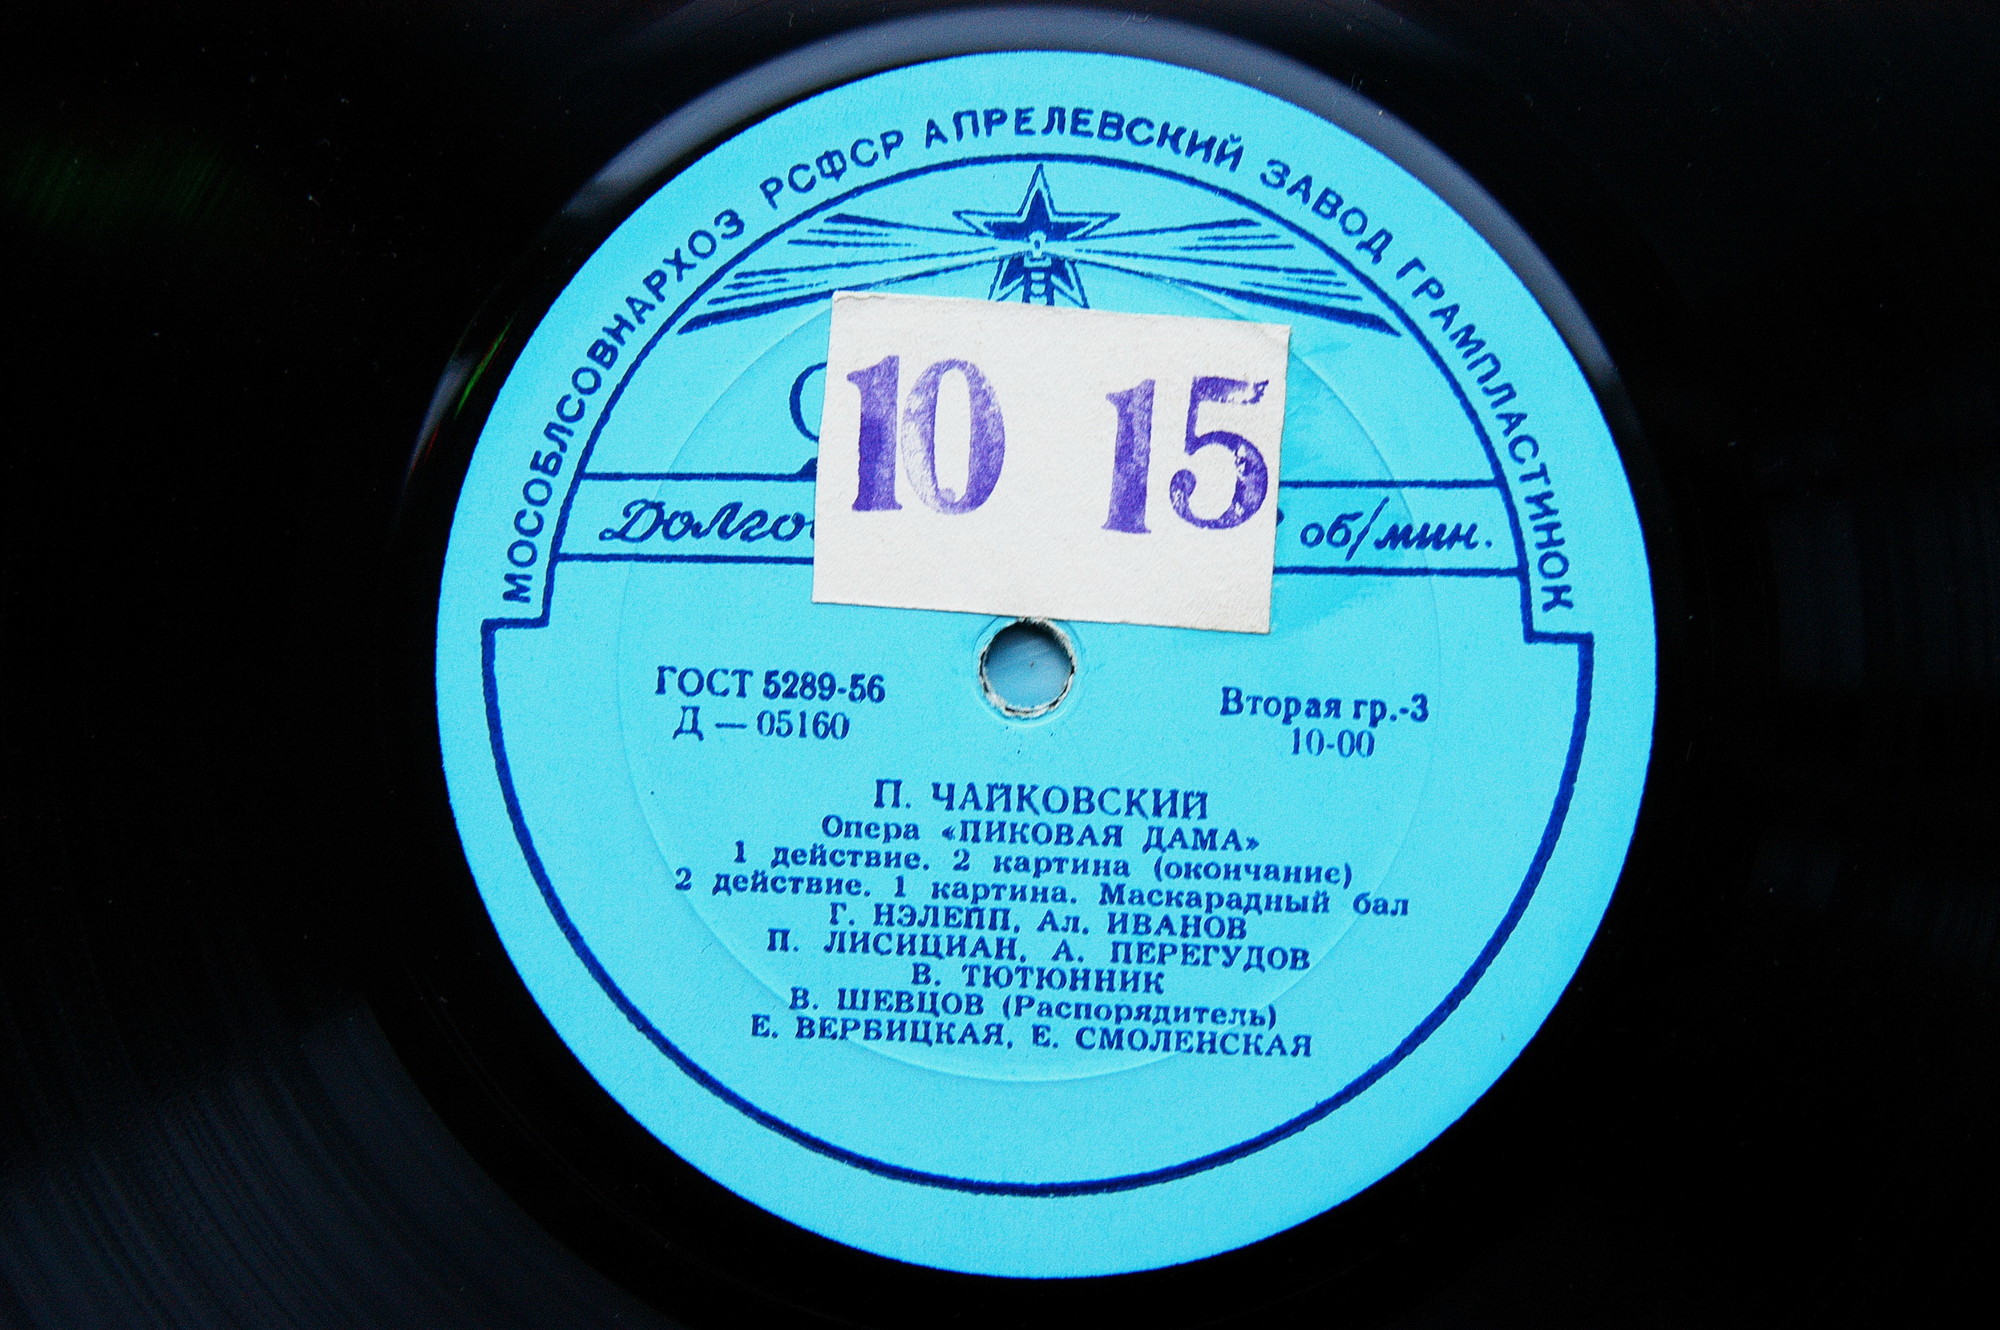 МОСОБЛСОВНАРХОЗ РСФСР АПРЕЛЕВСКИЙ ЗАВОД ГРАМПЛАСТИНОК
10 15
об/мин.
ГОСТ 5289-56
Д — 05160
Вторая гр.-3
10-00
П. ЧАЙКОВСКИЙ
Опера «ПИКОВАЯ ДАМА»
1 действие. 2 картина (окончание)
2 действие. 1 картина. Маскарадный бал
Г. НЭЛЕПП, Ал. ИВАНОВ
П. ЛИСИЦИАН, А. ПЕРЕГУДОВ
В. ТЮТЮННИК
В. ШЕВЦОВ (Распорядитель)
Е. ВЕРБИЦКАЯ, Е. СМОЛЕНСКАЯ